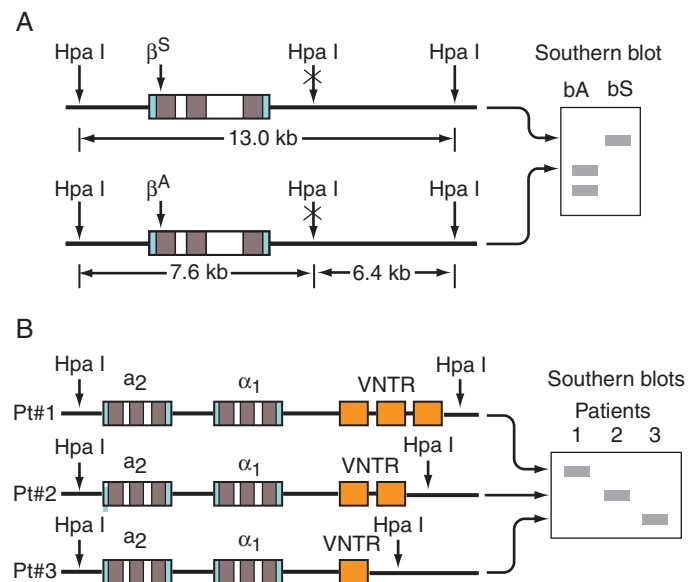 A
Hpa I βS Hpa I Hpa I Southern blot
bA bS
13.0 kb
Hpa I βA Hpa I Hpa I
7.6 kb 6.4 kb
B
Hpa I a2 α1 VNTR Hpa I Southern blots
Pt#1 Patients
1 2 3
Hpa I a2 α1 VNTR Hpa I
Pt#2
Hpa I a2 α1 VNTR Hpa I
Pt#3